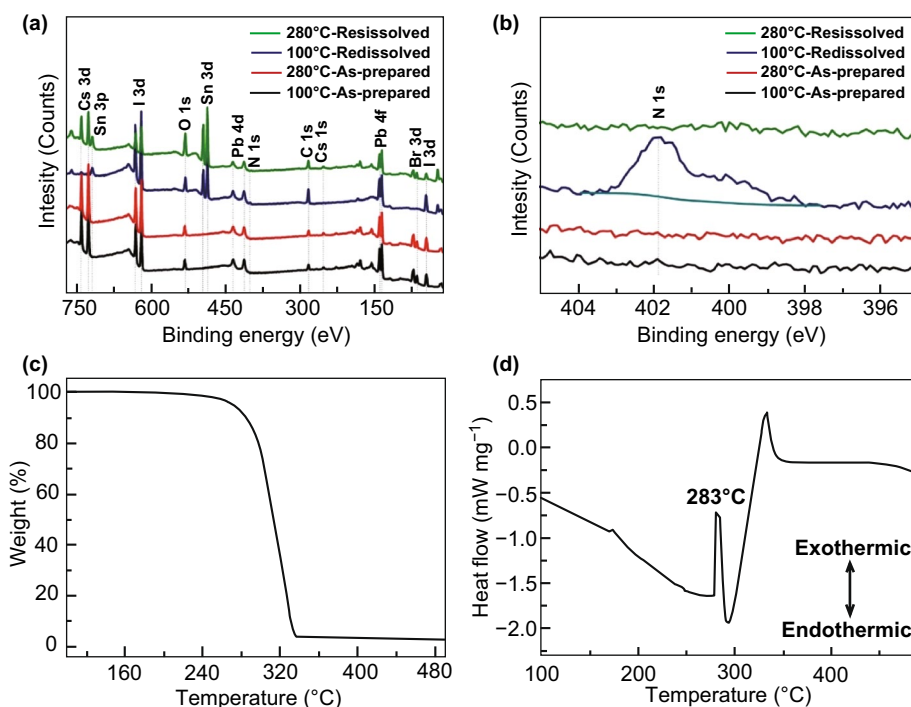 (a)
280°C-Resissolved
100°C-Redissolved
280°C-As-prepared
100°C-As-prepared
Cs 3d
Sn 3p
I 3d
O 1s
Sn 3d
Pb 4d
N 1s
C 1s
Cs 1s
Pb 4f
Br 3d
I 3d
Intesity (Counts)
750 600 450 300 150
Binding energy (eV)
(b)
280°C-Resissolved
100°C-Redissolved
280°C-As-prepared
100°C-As-prepared
N 1s
Intesity (Counts)
404 402 400 398 396
Binding energy (eV)
(c)
100
80
60
40
20
0
Weight (%)
160 240 320 400 480
Temperature (°C)
(d)
0.5
0.0
−0.5
−1.0
−1.5
−2.0
Heat flow (mW mg⁻¹)
283°C
Exothermic
Endothermic
100 200 300 400
Temperature (°C)